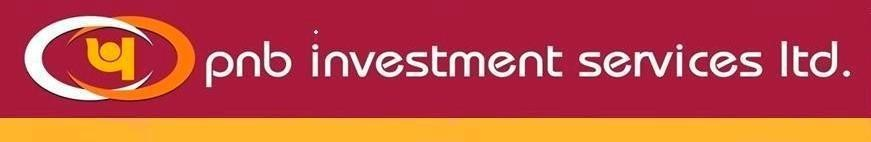 पं pnb investment services ltd.